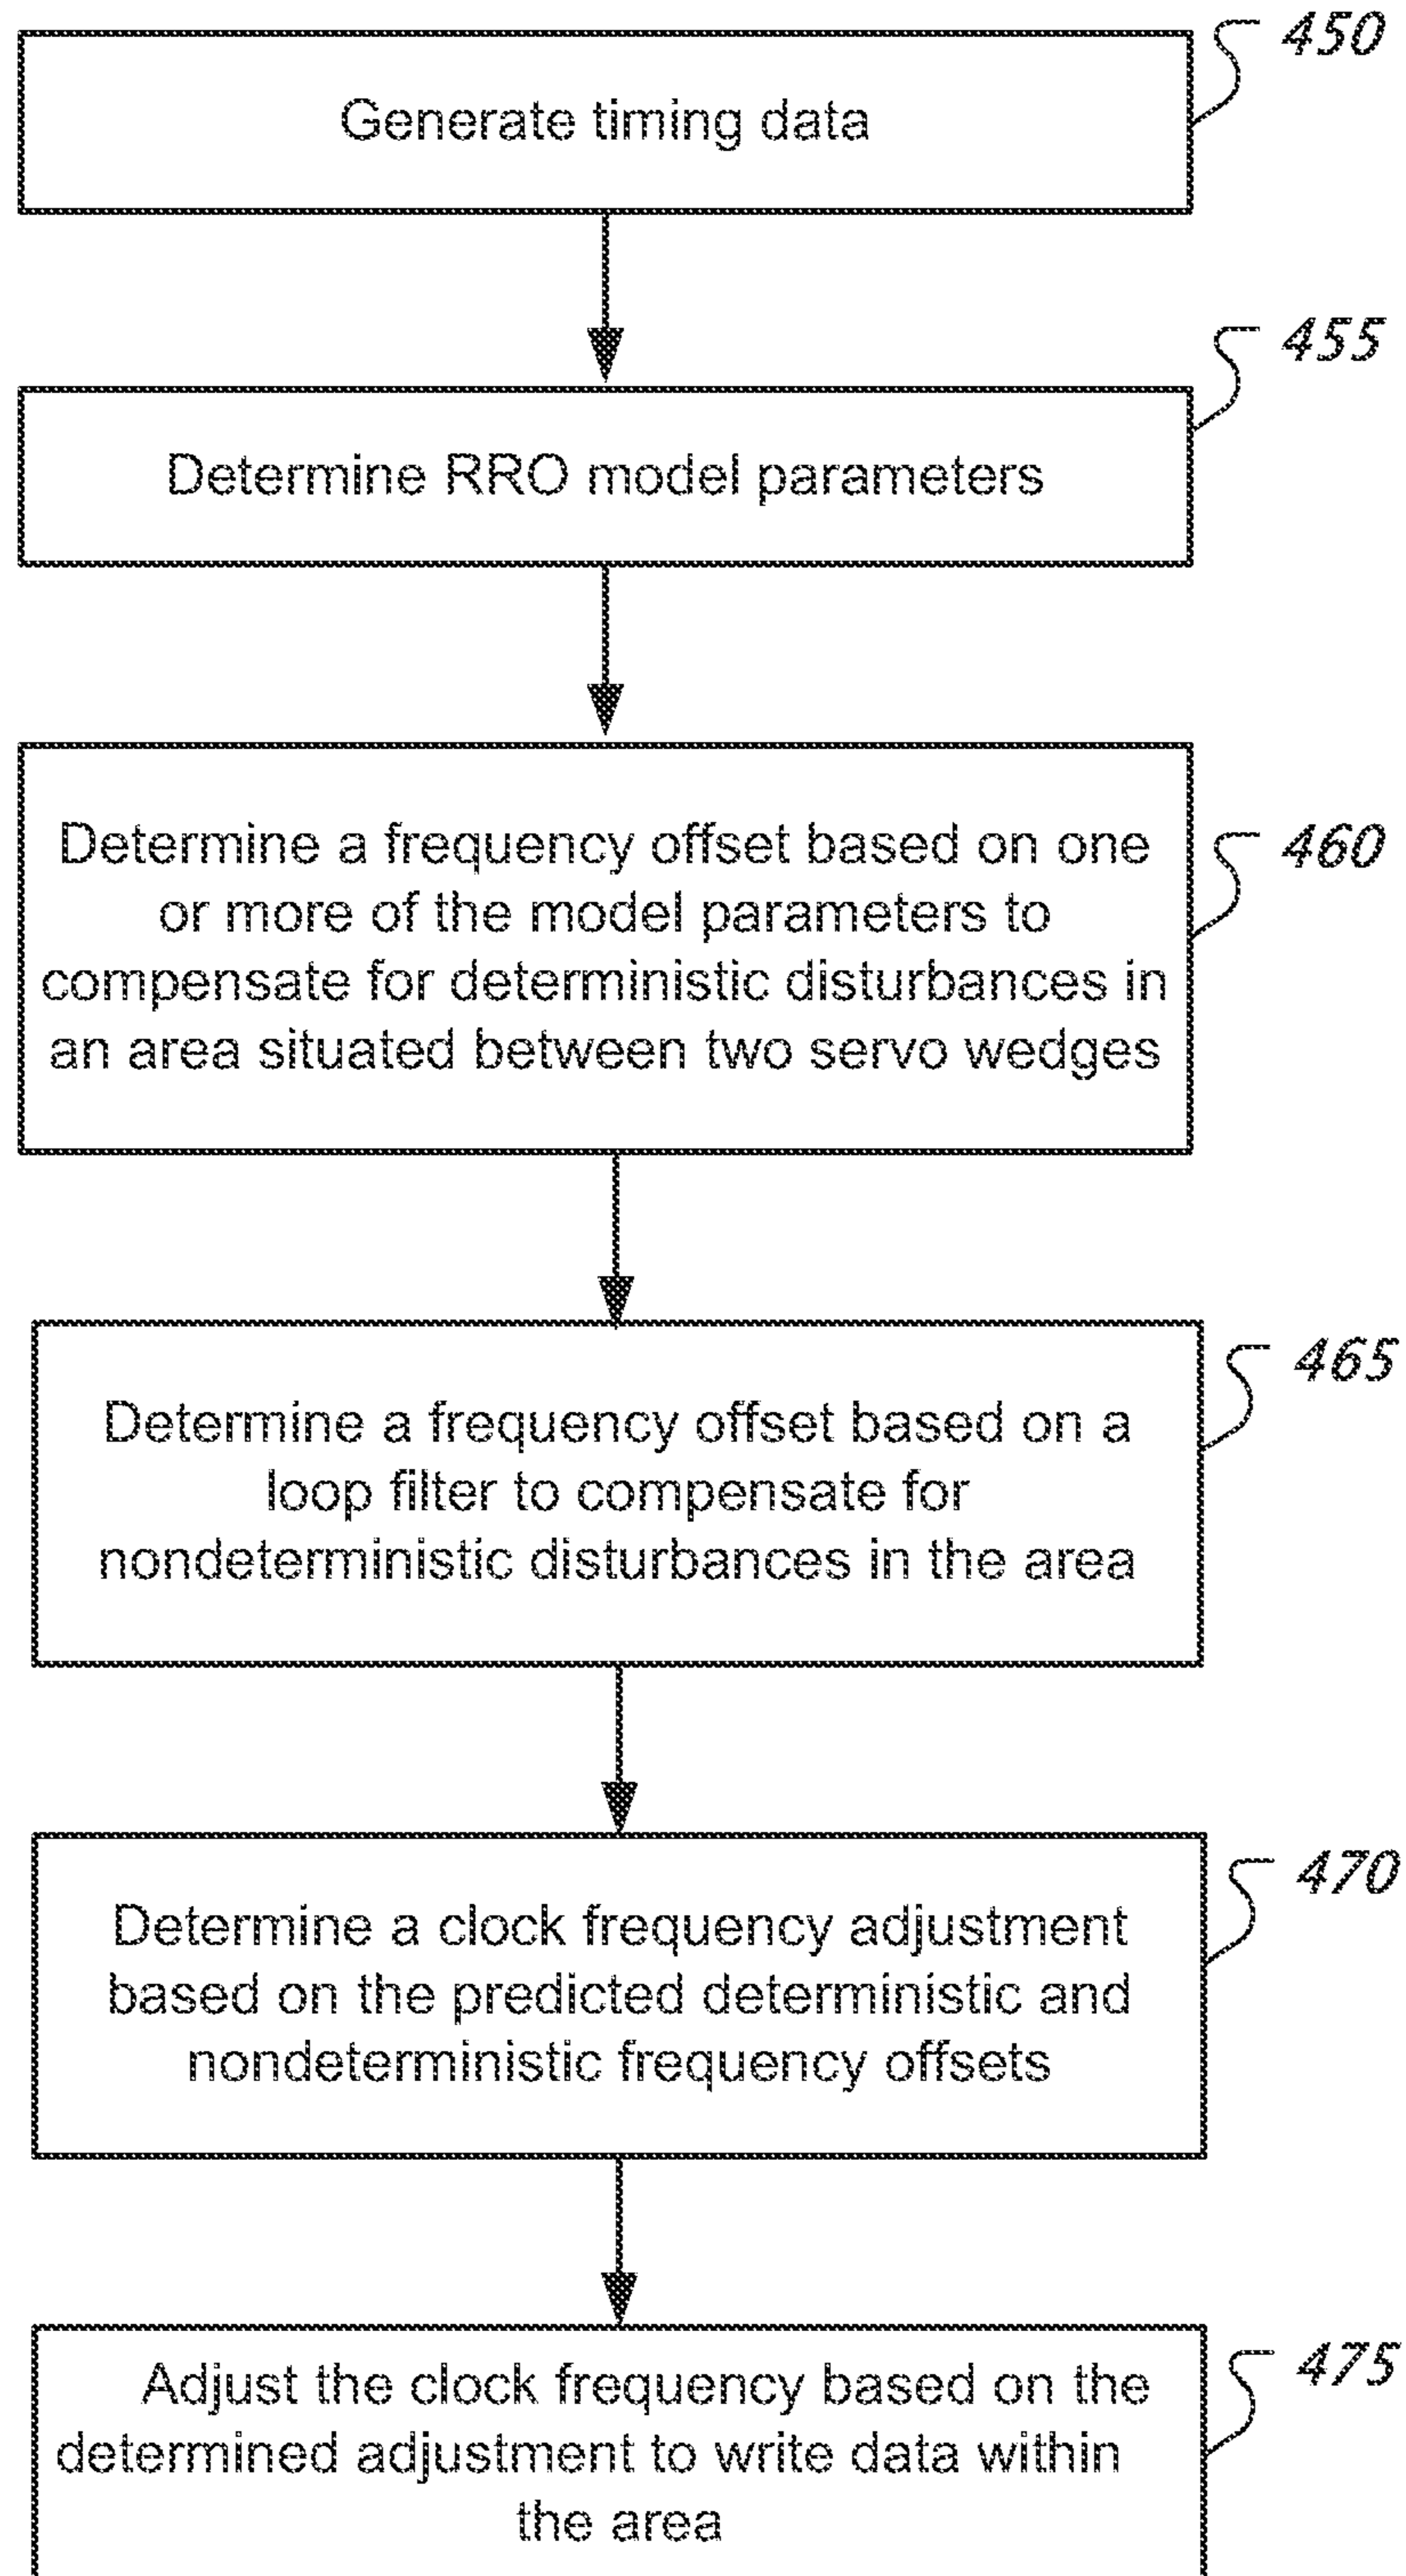 450
Generate timing data
455
Determine RRO model parameters
460
Determine a frequency offset based on one
or more of the model parameters to
compensate for deterministic disturbances in
an area situated between two servo wedges
465
Determine a frequency offset based on a
loop filter to compensate for
nondeterministic disturbances in the area
470
Determine a clock frequency adjustment
based on the predicted deterministic and
nondeterministic frequency offsets
475
Adjust the clock frequency based on the
determined adjustment to write data within
the area